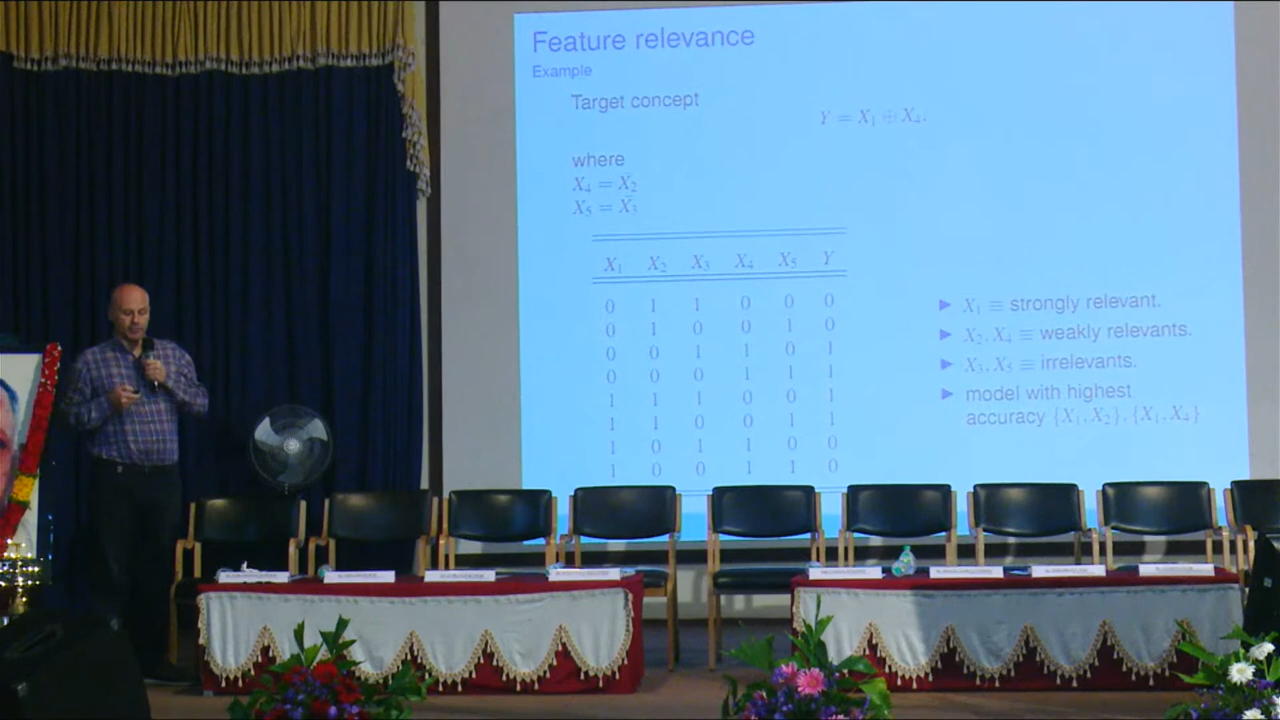 Feature relevance
Example
Target concept
Y = X₁ ⊕ X₄.
where
X₄ = X̄₂
X₅ = X̄₃
X₁ X₂ X₃ X₄ X₅ Y
0 1 1 0 0 0
0 1 0 0 1 0
0 0 1 1 0 1
0 0 0 1 1 1
1 1 1 0 0 1
1 1 0 0 1 1
1 0 1 1 0 0
1 0 0 1 1 0
► X₁ ≡ strongly relevant.
► X₂, X₄ ≡ weakly relevants.
► X₃, X₅ ≡ irrelevants.
► model with highest
accuracy {X₁, X₂}, {X₁, X₄}